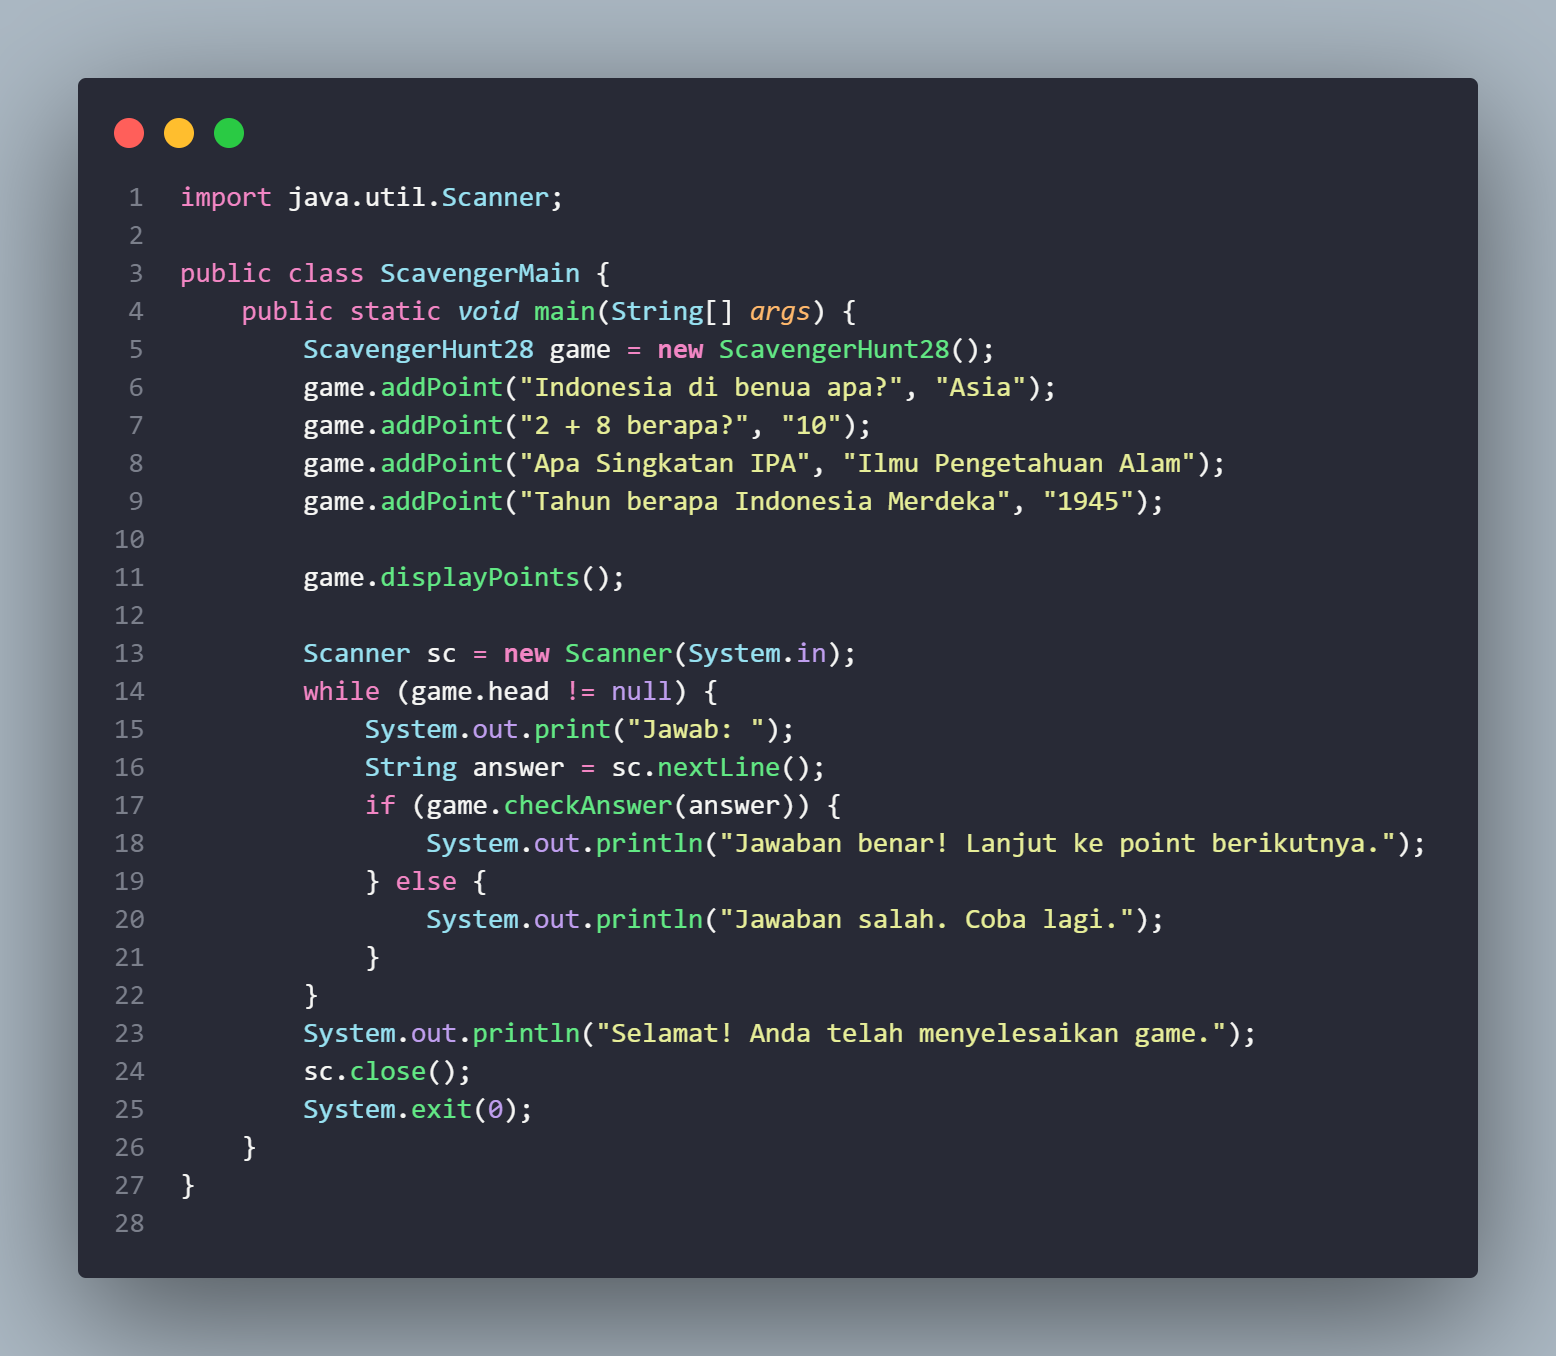 1 import java.util.Scanner;
2
3 public class ScavengerMain {
4     public static void main(String[] args) {
5         ScavengerHunt28 game = new ScavengerHunt28();
6         game.addPoint("Indonesia di benua apa?", "Asia");
7         game.addPoint("2 + 8 berapa?", "10");
8         game.addPoint("Apa Singkatan IPA", "Ilmu Pengetahuan Alam");
9         game.addPoint("Tahun berapa Indonesia Merdeka", "1945");
10
11         game.displayPoints();
12
13         Scanner sc = new Scanner(System.in);
14         while (game.head != null) {
15             System.out.print("Jawab: ");
16             String answer = sc.nextLine();
17             if (game.checkAnswer(answer)) {
18                 System.out.println("Jawaban benar! Lanjut ke point berikutnya.");
19             } else {
20                 System.out.println("Jawaban salah. Coba lagi.");
21             }
22         }
23         System.out.println("Selamat! Anda telah menyelesaikan game.");
24         sc.close();
25         System.exit(0);
26     }
27 }
28